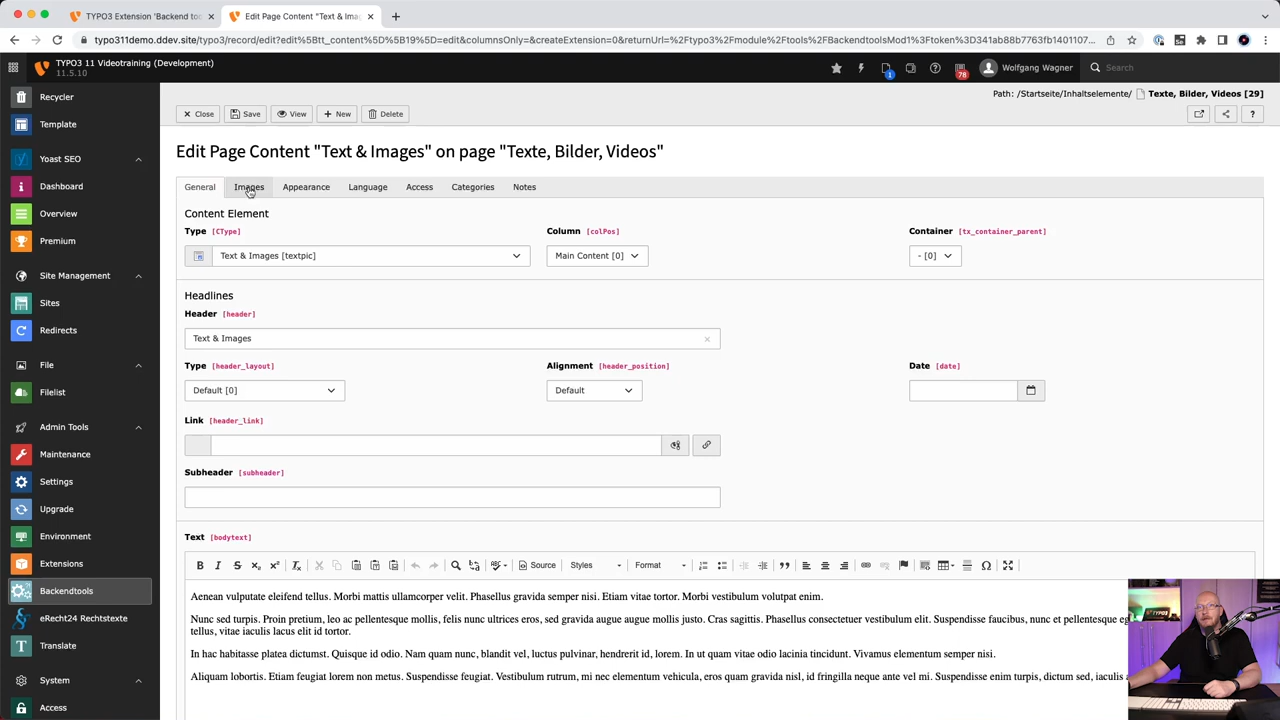 TYPO3 Extension 'Backend too
Edit Page Content "Text & Imag
typo311demo.ddev.site/typo3/record/edit?edit%5btt_content%5D%5B19%5D=edit&columnsOnly=&createExtension=0&returnUrl=%2Ftypo3%2Fmodule%2Ftools%2FBackendtoolsMod1%3Ftoken%3D341ab88b7763fb1401107...
TYPO3 11 Videotraining (Development)
11.5.10
1
78
Wolfgang Wagner
Search
Path: /Startseite/Inhaltselemente/ Texte, Bilder, Videos [29]
Recycler
Template
Yoast SEO
Dashboard
Overview
Premium
Site Management
Sites
Redirects
File
Filelist
Admin Tools
Maintenance
Settings
Upgrade
Environment
Extensions
Backendtools
eRecht24 Rechtstexte
Translate
System
Access
Close Save View New Delete
?
Edit Page Content "Text & Images" on page "Texte, Bilder, Videos"
General Images Appearance Language Access Categories Notes
Content Element
Type [CType] Column [colPos] Container [tx_container_parent]
Text & Images [textpic] Main Content [0] - [0]
Headlines
Header [header]
Text & Images
Type [header_layout] Alignment [header_position] Date [date]
Default [0] Default
Link [header_link]
Subheader [subheader]
Text [bodytext]
Source Styles Format
Aenean vulputate eleifend tellus. Morbi mattis ullamcorper velit. Phasellus gravida semper nisi. Etiam vitae tortor. Morbi vestibulum volutpat enim.
Nunc sed turpis. Proin pretium, leo ac pellentesque mollis, felis nunc ultrices eros, sed gravida augue augue mollis justo. Cras sagittis. Phasellus consectetuer vestibulum elit. Suspendisse faucibus, nunc et pellentesque eg
tellus, vitae iaculis lacus elit id tortor.
In hac habitasse platea dictumst. Quisque id odio. Nam quam nunc, blandit vel, luctus pulvinar, hendrerit id, lorem. In ut quam vitae odio lacinia tincidunt. Vivamus elementum semper nisi.
Aliquam lobortis. Etiam feugiat lorem non metus. Suspendisse feugiat. Vestibulum rutrum, mi nec elementum vehicula, eros quam gravida nisl, id fringilla neque ante vel mi. Suspendisse enim turpis, dictum sed, iaculis a